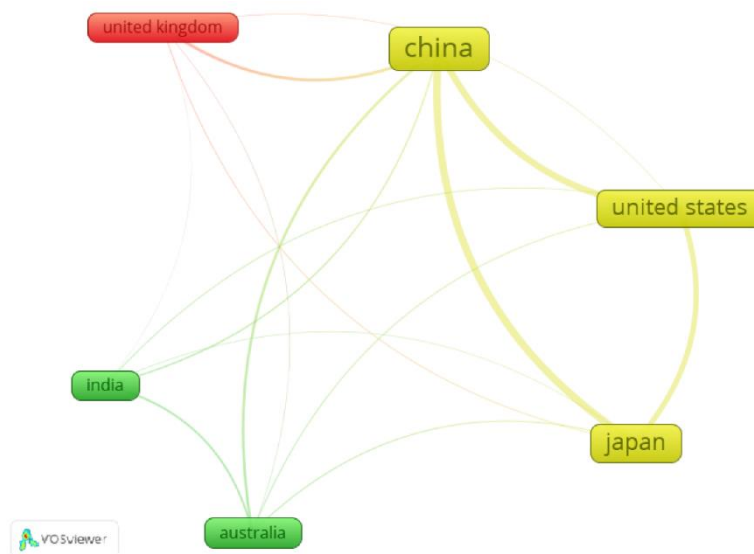 united kingdom
china
united states
india
japan
australia
VOSviewer